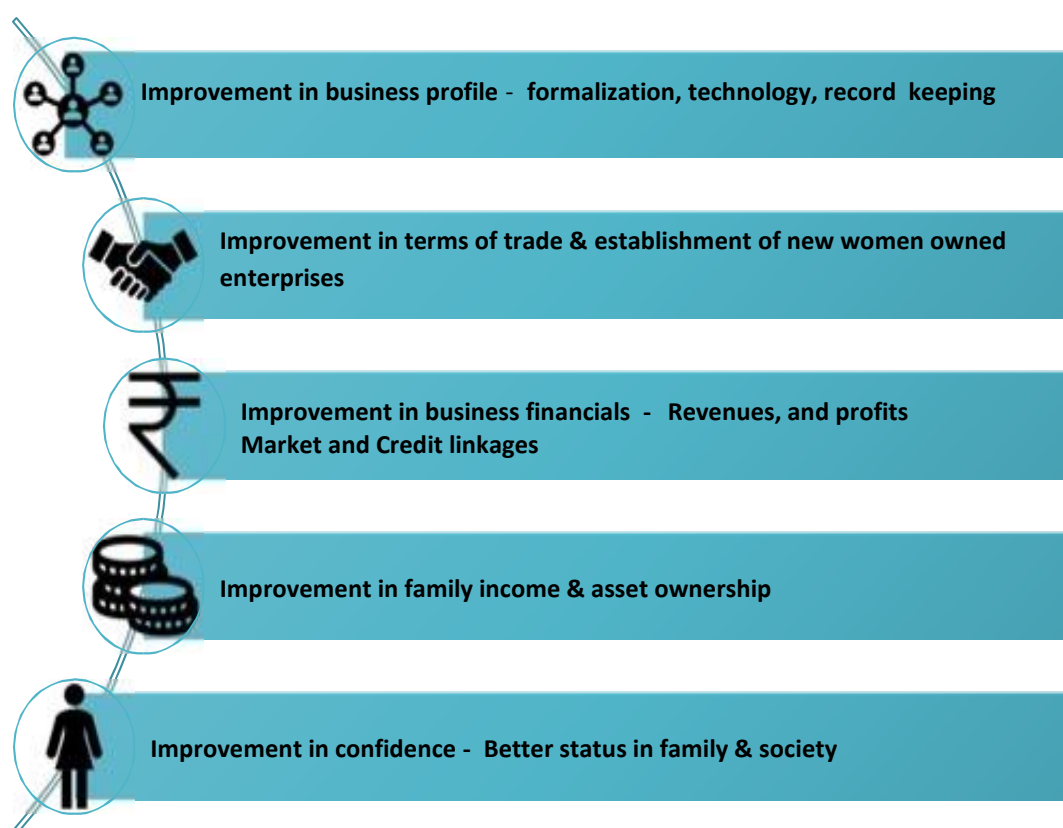 Improvement in business profile - formalization, technology, record keeping
Improvement in terms of trade & establishment of new women owned
enterprises
Improvement in business financials - Revenues, and profits
Market and Credit linkages
Improvement in family income & asset ownership
Improvement in confidence - Better status in family & society